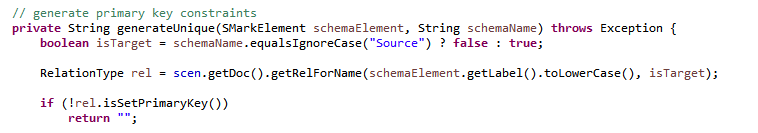 // generate primary key constraints
private String generateUnique(SMarkElement schemaElement, String schemaName) throws Exception {
boolean isTarget = schemaName.equalsIgnoreCase("Source") ? false : true;
RelationType rel = scen.getDoc().getRelForName(schemaElement.getLabel().toLowerCase(), isTarget);
if (!rel.isSetPrimaryKey())
return "";